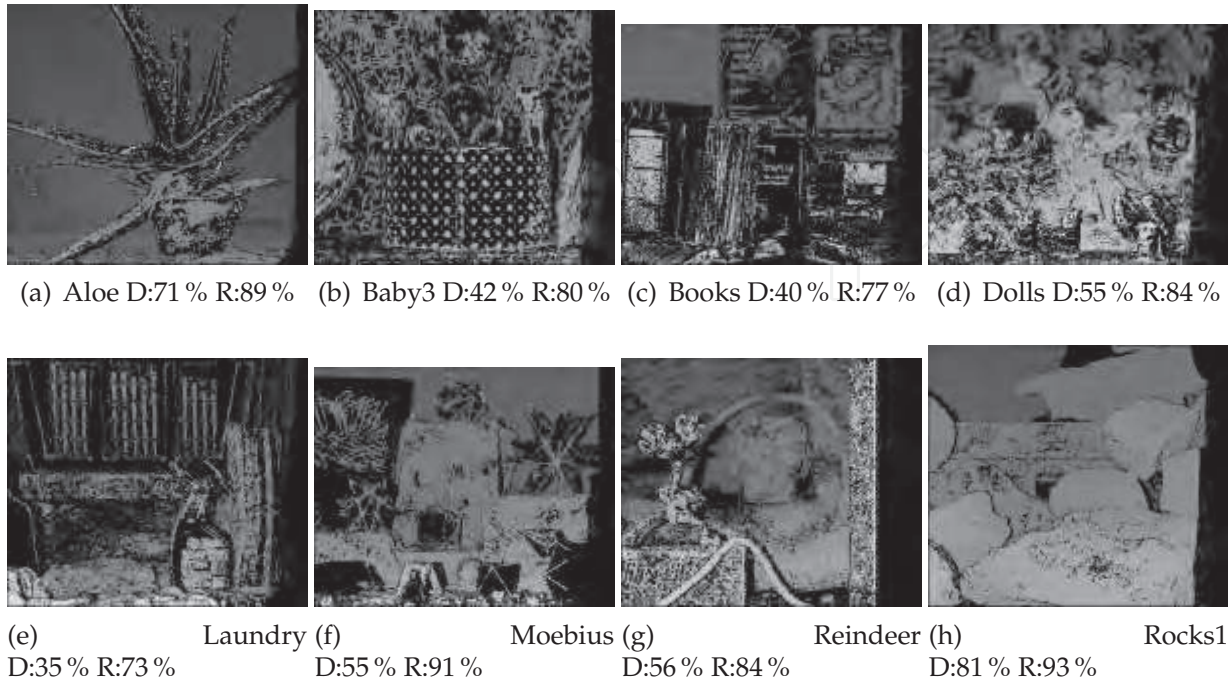 (a) Aloe D:71 % R:89 % (b) Baby3 D:42 % R:80 % (c) Books D:40 % R:77 % (d) Dolls D:55 % R:84 %
(e) Laundry (f) Moebius (g) Reindeer (h) Rocks1
D:35 % R:73 % D:55 % R:91 % D:56 % R:84 % D:81 % R:93 %